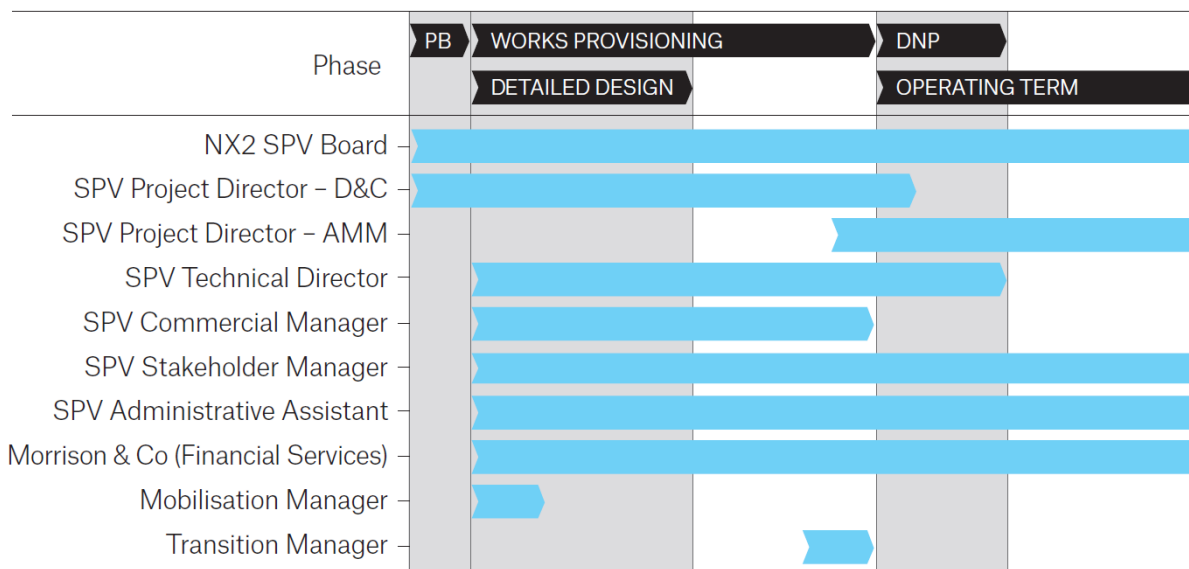 PB
WORKS PROVISIONING
DNP
Phase
DETAILED DESIGN
OPERATING TERM
NX2 SPV Board
SPV Project Director – D&C
SPV Project Director – AMM
SPV Technical Director
SPV Commercial Manager
SPV Stakeholder Manager
SPV Administrative Assistant
Morrison & Co (Financial Services)
Mobilisation Manager
Transition Manager